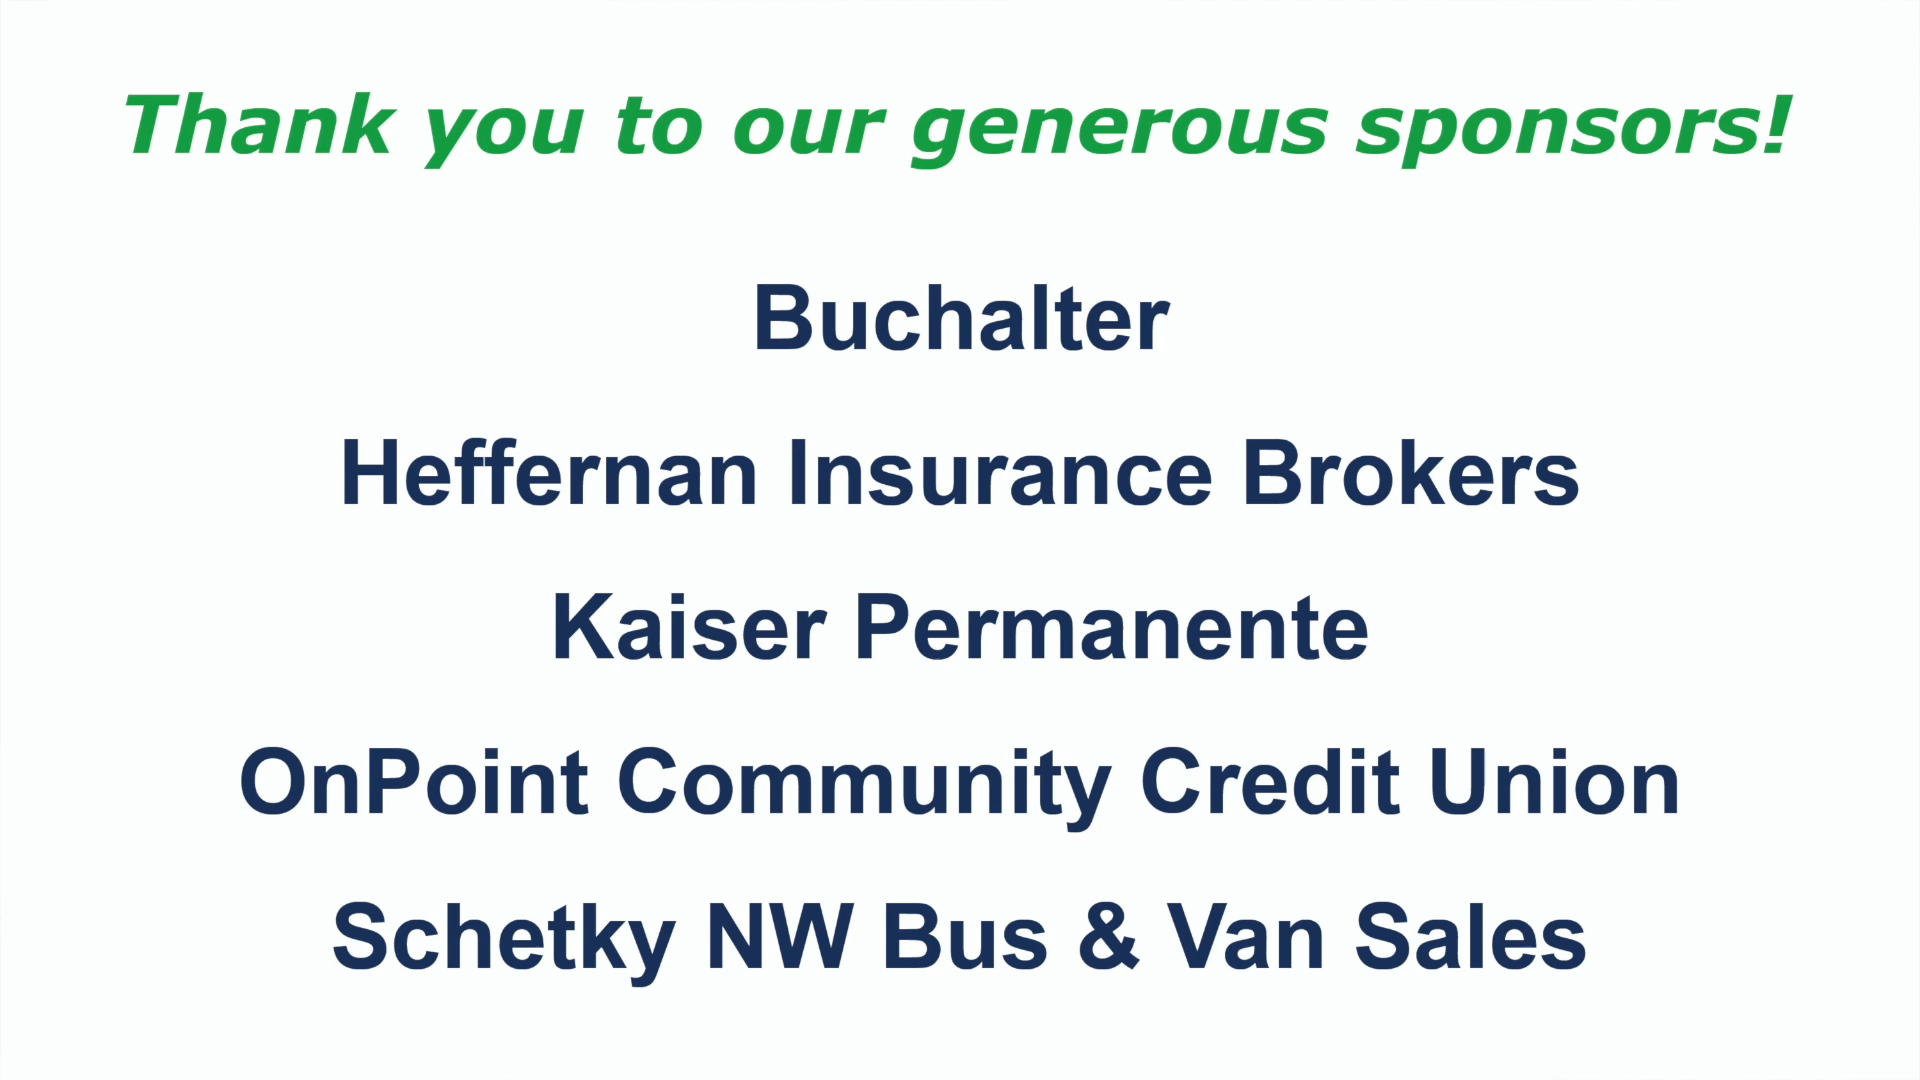 Thank you to our generous sponsors!
Buchalter
Heffernan Insurance Brokers
Kaiser Permanente
OnPoint Community Credit Union
Schetky NW Bus & Van Sales